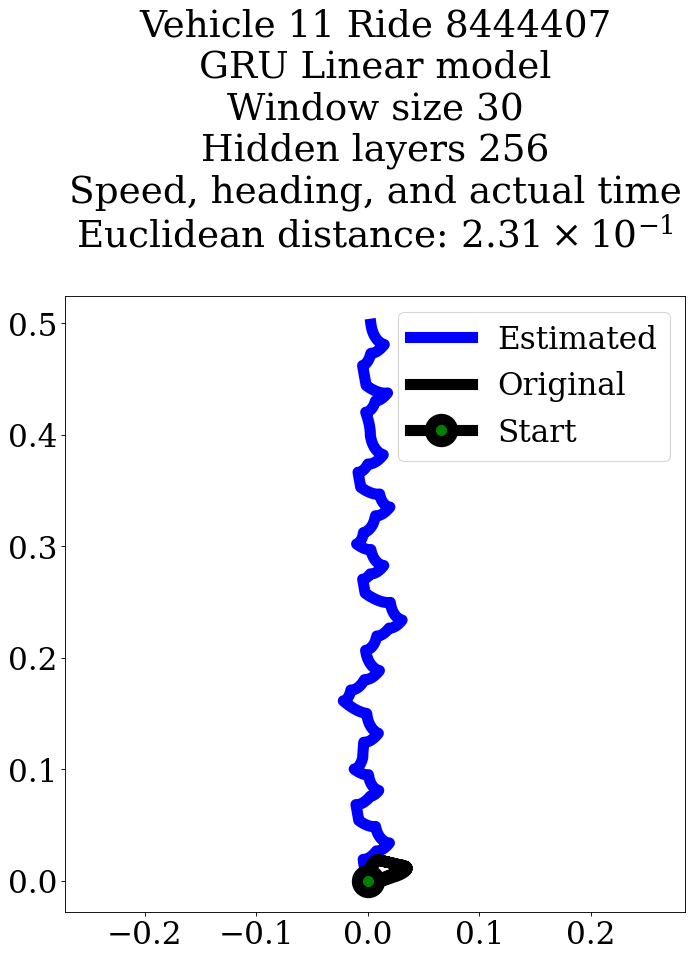 Vehicle 11 Ride 8444407
GRU Linear model
Window size 30
Hidden layers 256
Speed, heading, and actual time
Euclidean distance: 2.31 × 10⁻¹
0.5
0.4
0.3
0.2
0.1
0.0
Estimated
Original
Start
−0.2 −0.1 0.0 0.1 0.2